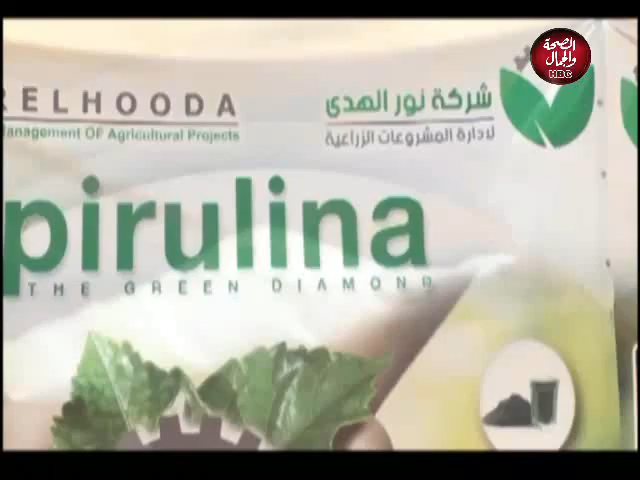 الصحة
والجمال
HBC
RELHOODA
شركة نور الهدى
Management OF Agricultural Projects
لادارة المشروعات الزراعية
pirulina
THE GREEN DIAMOND